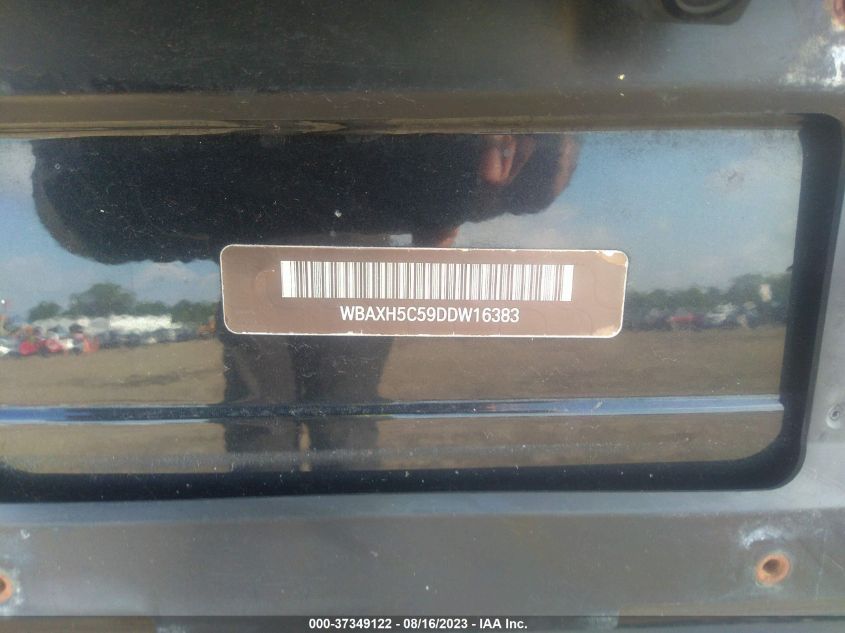 WBAXH5C59DDW16383
000-37349122 - 08/16/2023 - IAA Inc.